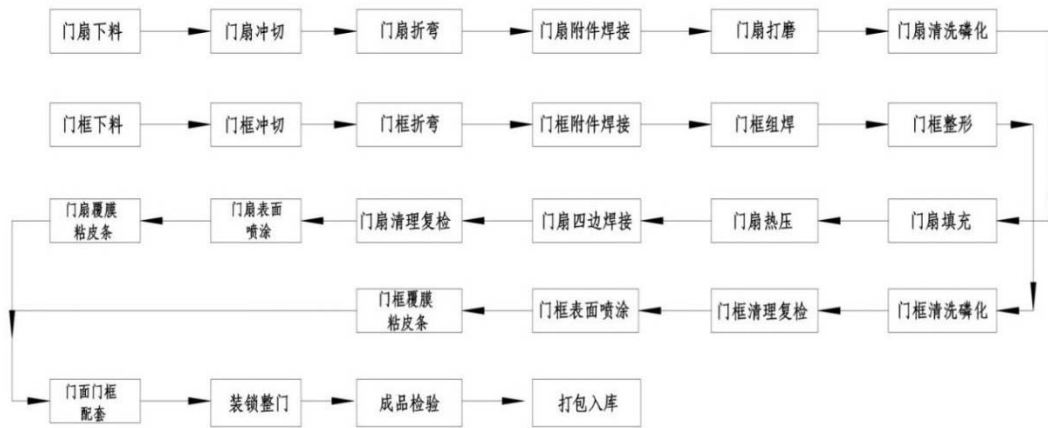 门扇下料
门扇冲切
门扇折弯
门扇附件焊接
门扇打磨
门扇清洗磷化
门框下料
门框冲切
门框折弯
门框附件焊接
门框组焊
门框整形
门扇覆膜
粘皮条
门扇表面
喷涂
门扇清理复检
门扇四边焊接
门扇热压
门扇填充
门框覆膜
粘皮条
门框表面喷涂
门框清理复检
门框清洗磷化
门面门框
配套
装锁整门
成品检验
打包入库